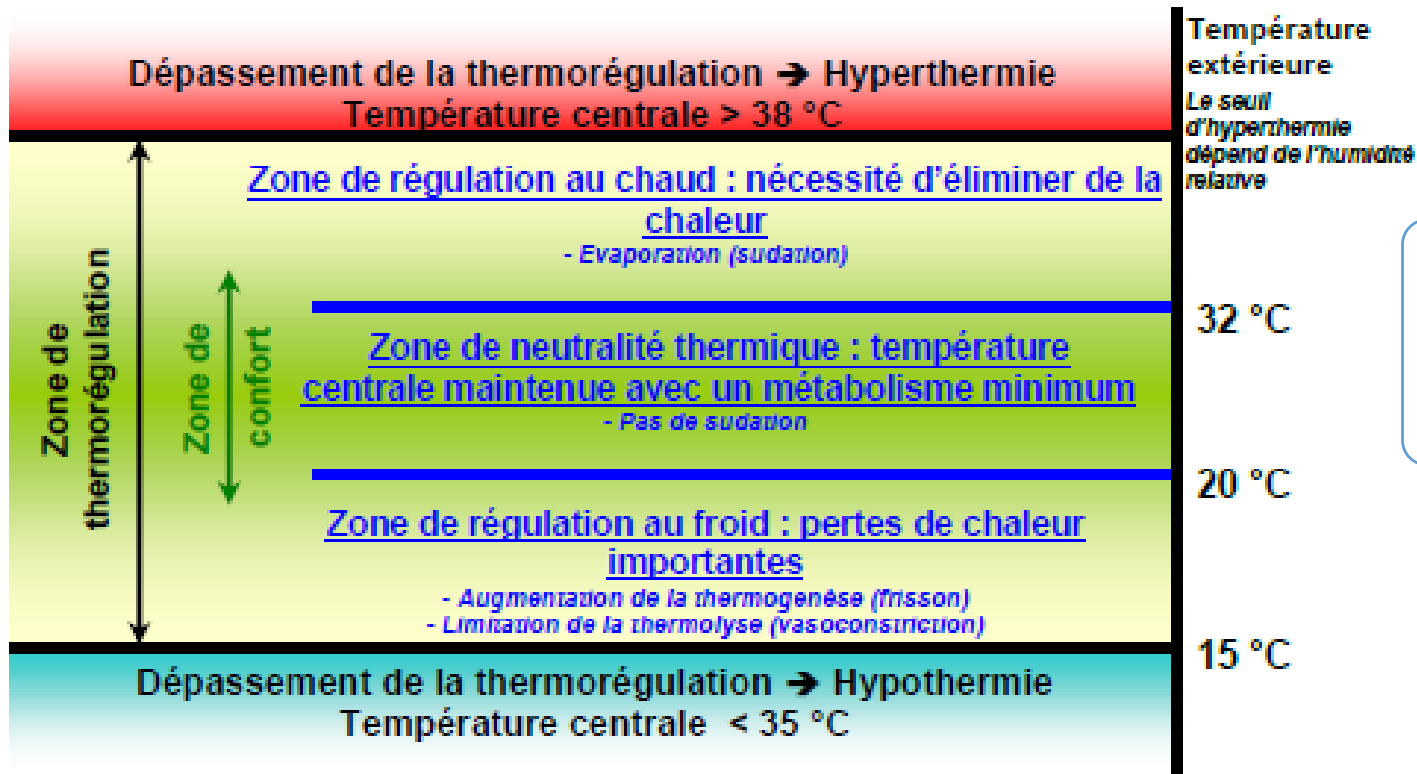 Dépassement de la thermorégulation ➔ Hyperthermie
Température centrale > 38 °C
Température
extérieure
Le seuil
d'hyperthermie
dépend de l'humidité
relative
Zone de
thermorégulation
Zone de
confort
Zone de régulation au chaud : nécessité d'éliminer de la
chaleur
- Evaporation (sudation)
32 °C
Zone de neutralité thermique : température
centrale maintenue avec un métabolisme minimum
- Pas de sudation
20 °C
Zone de régulation au froid : pertes de chaleur
importantes
- Augmentation de la thermogenèse (frisson)
- Limitation de la thermolyse (vasoconstriction)
15 °C
Dépassement de la thermorégulation ➔ Hypothermie
Température centrale < 35 °C